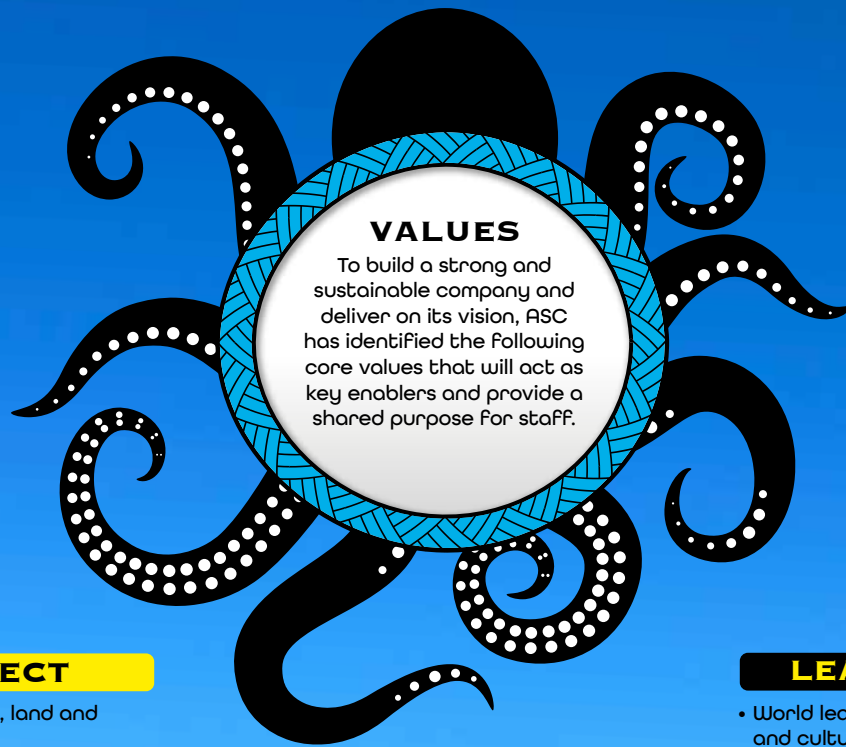 VALUES
To build a strong and
sustainable company and
deliver on its vision, ASC
has identified the following
core values that will act as
key enablers and provide a
shared purpose for staff.
ECT
, land and
LEA
• World lea
and cultu